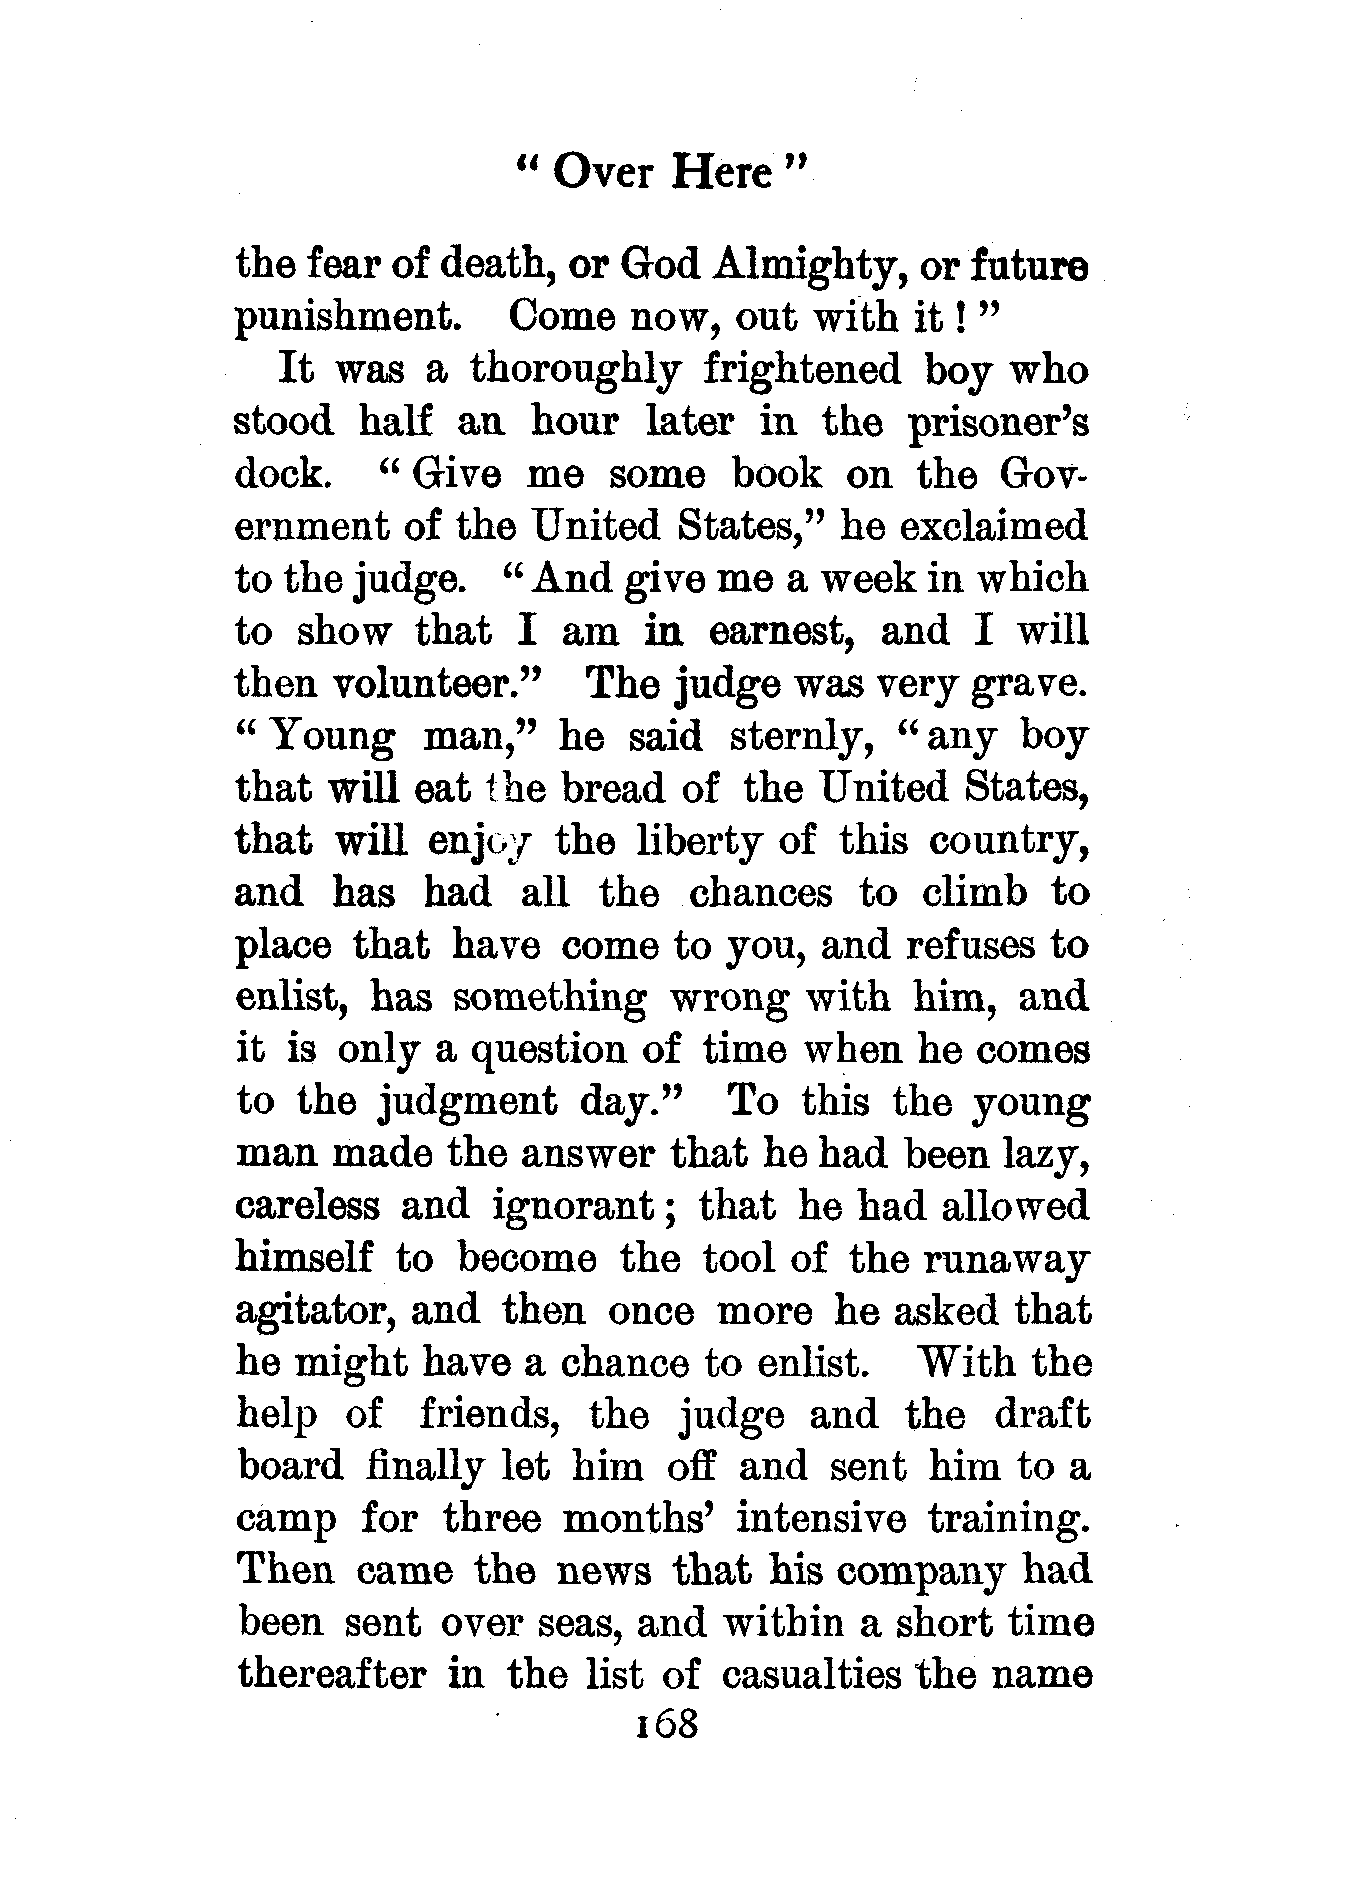 “ Over Here ”
the fear of death, or God Almighty, or future
punishment. Come now, out with it ! ”
It was a thoroughly frightened boy who
stood half an hour later in the prisoner’s
dock. “ Give me some book on the Gov-
ernment of the United States,” he exclaimed
to the judge. “ And give me a week in which
to show that I am in earnest, and I will
then volunteer.” The judge was very grave.
“ Young man,” he said sternly, “ any boy
that will eat the bread of the United States,
that will enjoy the liberty of this country,
and has had all the chances to climb to
place that have come to you, and refuses to
enlist, has something wrong with him, and
it is only a question of time when he comes
to the judgment day.” To this the young
man made the answer that he had been lazy,
careless and ignorant ; that he had allowed
himself to become the tool of the runaway
agitator, and then once more he asked that
he might have a chance to enlist. With the
help of friends, the judge and the draft
board finally let him off and sent him to a
camp for three months’ intensive training.
Then came the news that his company had
been sent over seas, and within a short time
thereafter in the list of casualties the name
168